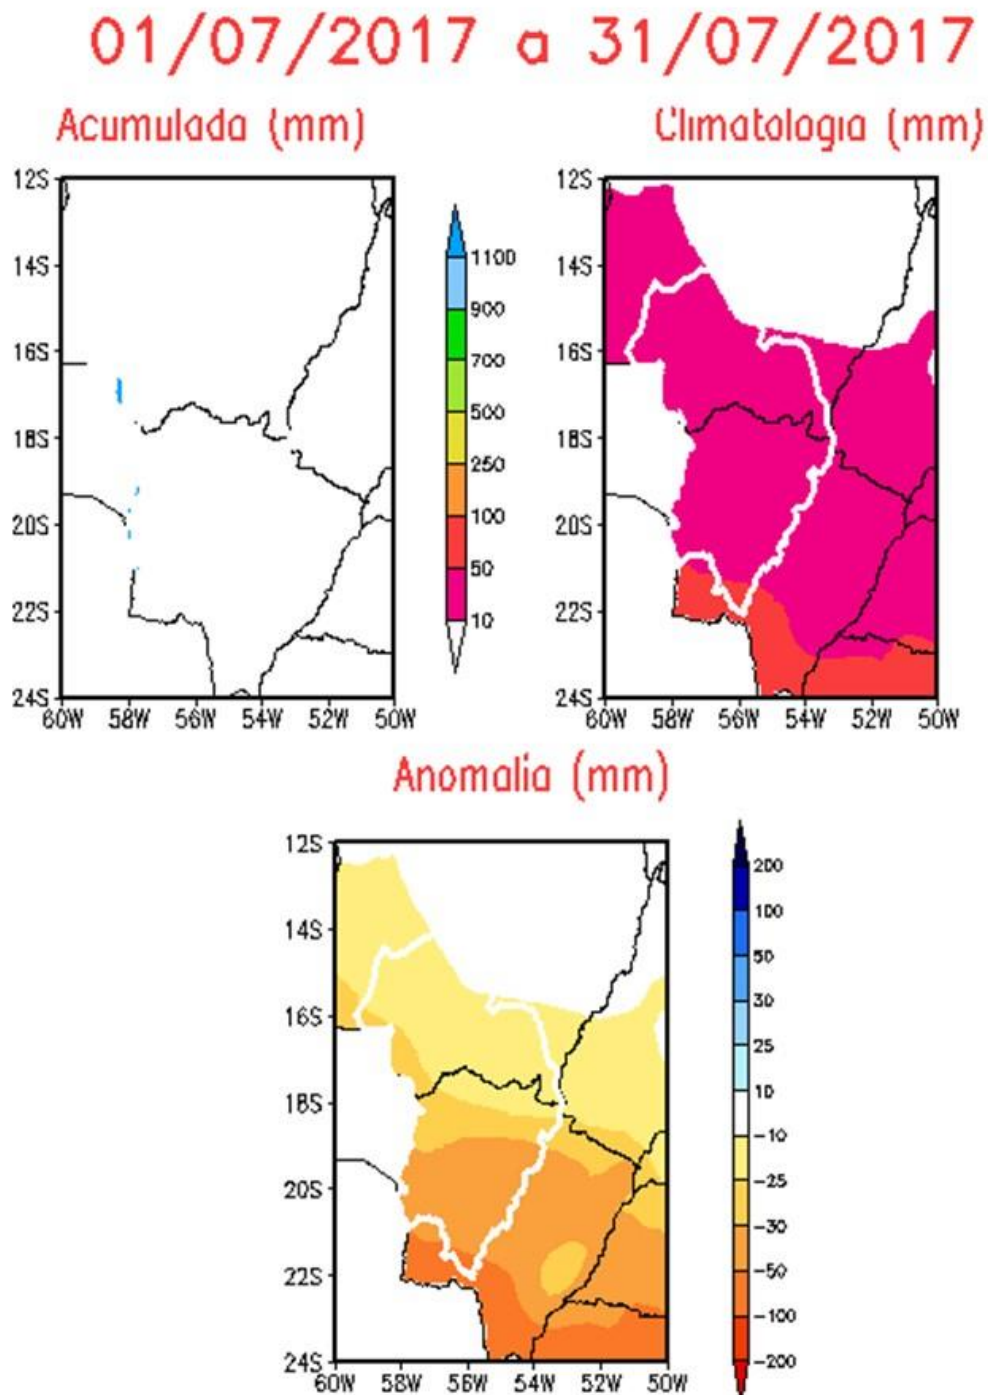 01/07/2017 a 31/07/2017
Acumulada (mm)
Climatologia (mm)
12S
14S
16S
18S
20S
22S
24S
60W 58W 56W 54W 52W 50W
1100
900
700
500
250
100
50
10
12S
14S
16S
18S
20S
22S
24S
60W 58W 56W 54W 52W 50W
Anomalia (mm)
12S
14S
16S
18S
20S
22S
24S
60W 58W 56W 54W 52W 50W
200
100
50
30
25
10
-10
-25
-30
-50
-100
-200